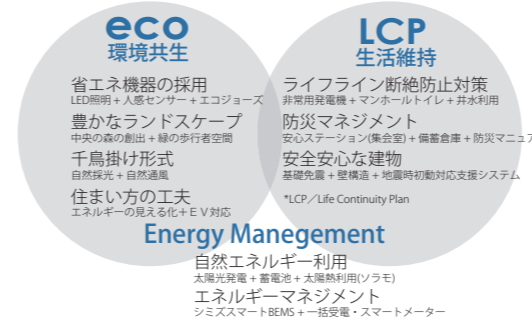 eco
環境共生
省エネ機器の採用
LED照明+人感センサー+エコジョーズ
豊かなランドスケープ
中央の森の創出+緑の歩行者空間
千鳥掛け形式
自然採光+自然通風
住まい方の工夫
エネルギーの見える化+EV対応
LCP
生活維持
ライフライン断絶防止対策
非常用発電機+マンホールトイレ+井水利用
防災マネジメント
安心ステーション(集会室)+備蓄倉庫+防災マニュア
安全安心な建物
基礎免震+壁構造+地震時初動対応支援システム
*LCP/Life Continuity Plan
Energy Manegement
自然エネルギー利用
太陽光発電+蓄電池+太陽熱利用(ソラモ)
エネルギーマネジメント
シミズスマートBEMS+一括受電・スマートメーター